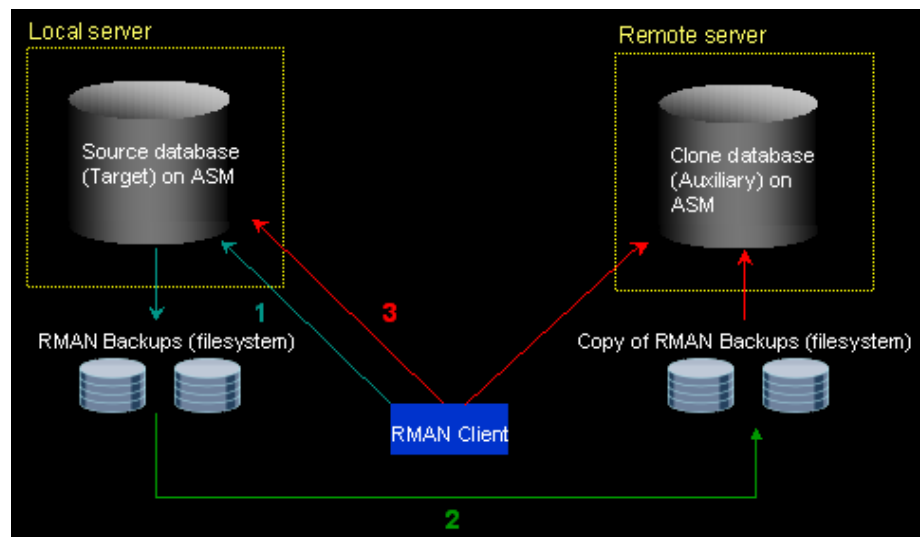 Local server
Remote server
Source database
(Target) on ASM
Clone database
(Auxiliary) on
ASM
1
3
RMAN Backups (filesystem)
Copy of RMAN Backups (filesystem)
RMAN Client
2